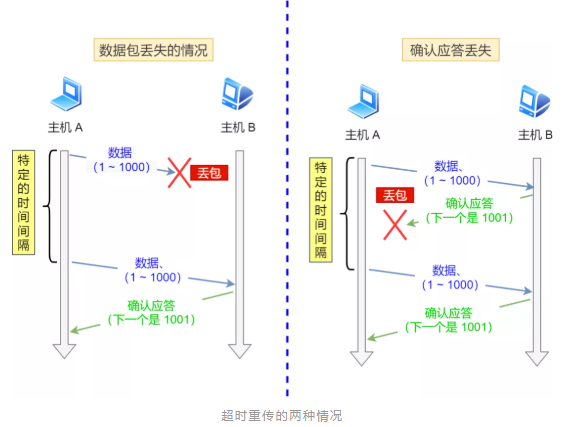 数据包丢失的情况
主机 A
主机 B
特定的时间间隔
数据
（1 ~ 1000）
丢包
数据、
（1 ~ 1000）
确认应答
（下一个是 1001）
确认应答丢失
主机 A
主机 B
特定的时间间隔
数据、
（1 ~ 1000）
丢包
确认应答
（下一个是 1001）
数据、
（1 ~ 1000）
确认应答
（下一个是 1001）
超时重传的两种情况